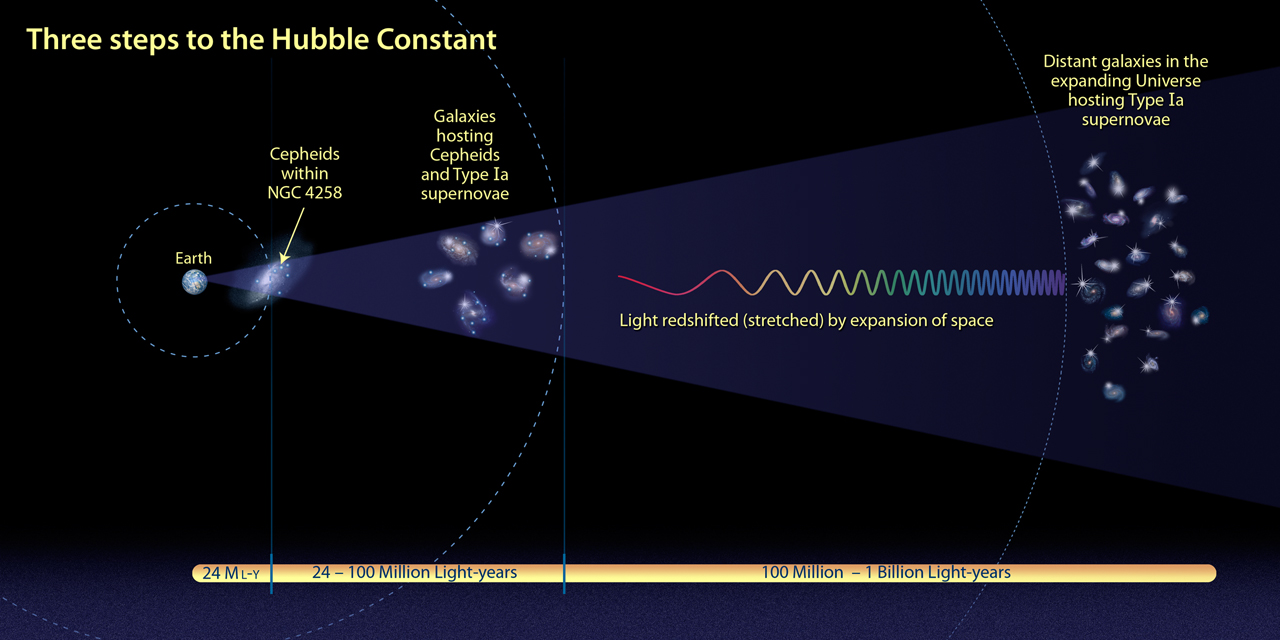 Three steps to the Hubble Constant
Distant galaxies in the
expanding Universe
hosting Type Ia
supernovae
Galaxies
hosting
Cepheids
and Type Ia
supernovae
Cepheids
within
NGC 4258
Earth
Light redshifted (stretched) by expansion of space
24 ML-Y
24 – 100 Million Light-years
100 Million – 1 Billion Light-years